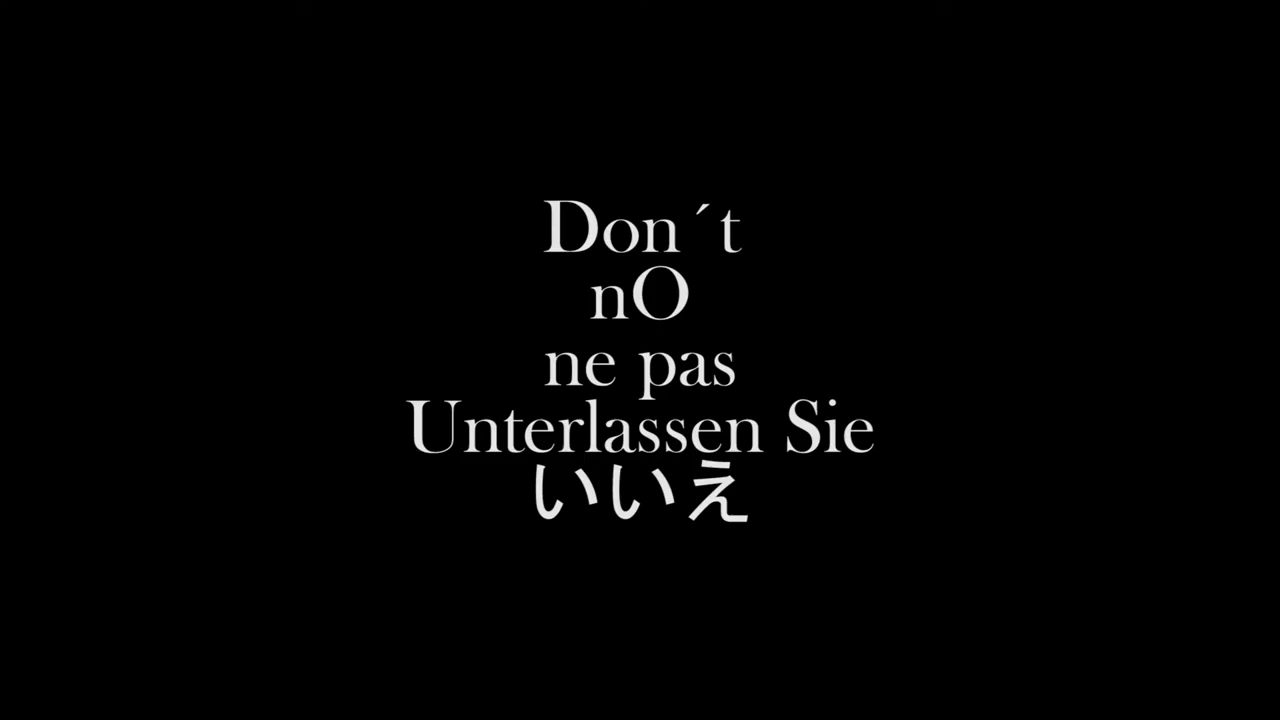 Don´t
nO
ne pas
Unterlassen Sie
いいえ